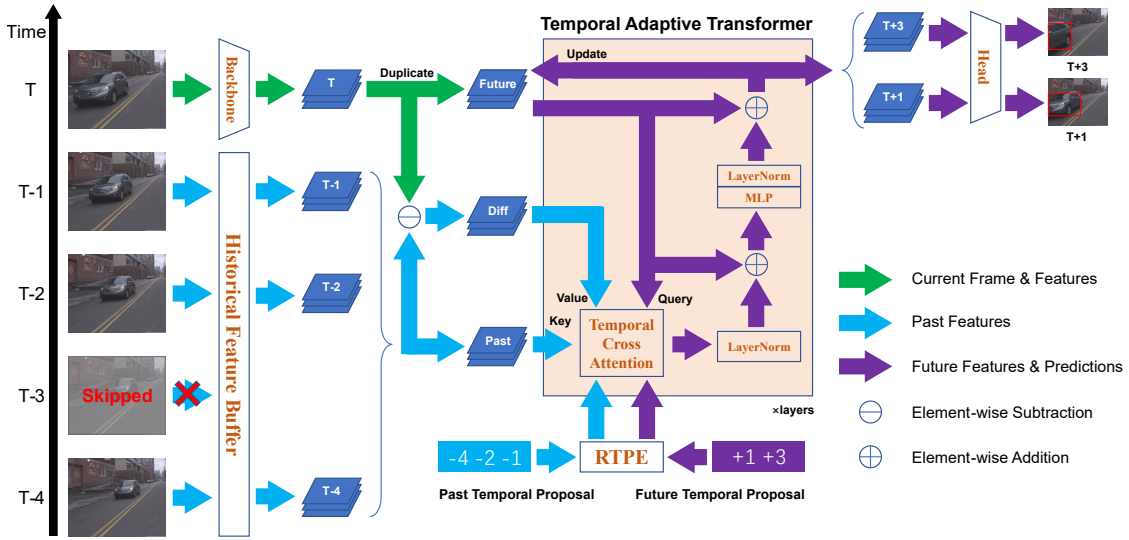 Time
Temporal Adaptive Transformer
T
Backbone
T
Duplicate
Future
Update
T+3
T+1
Head
T+3
T+1
LayerNorm
MLP
T-1
T-1
Diff
Historical Feature Buffer
T-2
T-2
Value
Query
Key
Past
Temporal
Cross
Attention
LayerNorm
T-3
Skipped
×layers
-4 -2 -1
RTPE
+1 +3
Past Temporal Proposal
Future Temporal Proposal
T-4
T-4
Current Frame & Features
Past Features
Future Features & Predictions
Element-wise Subtraction
Element-wise Addition